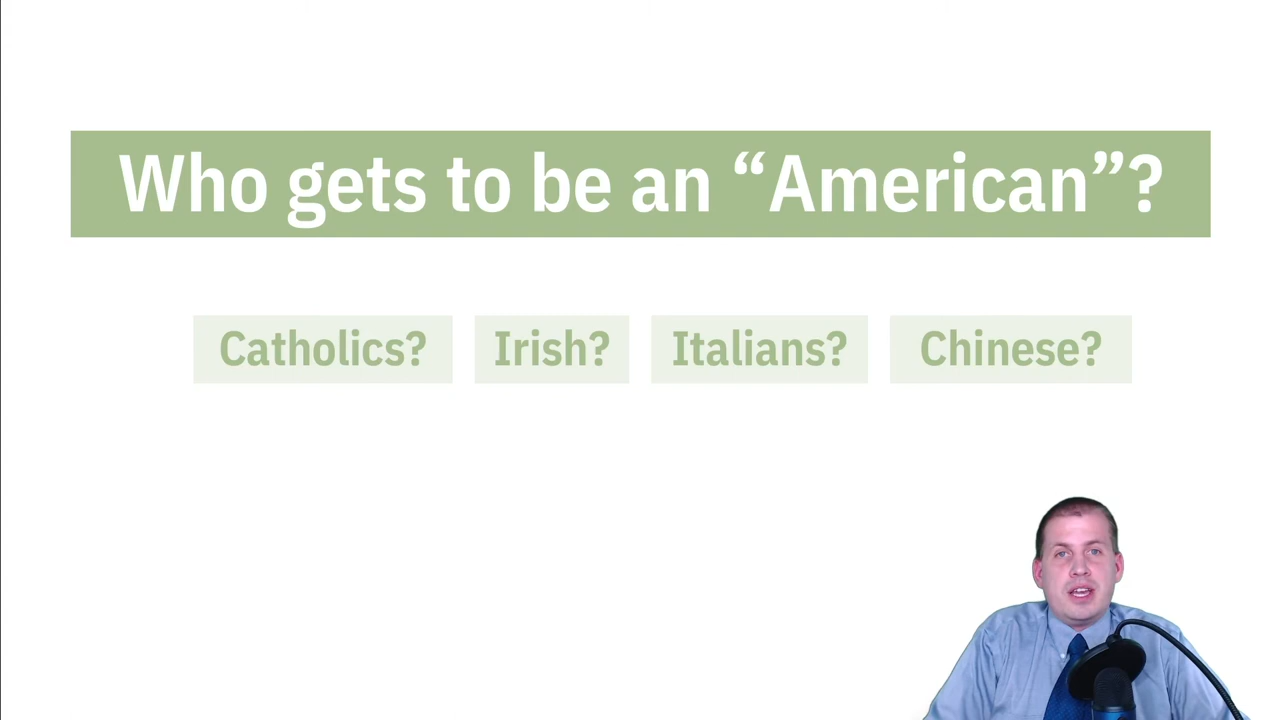 Who gets to be an “American”?
Catholics? Irish? Italians? Chinese?